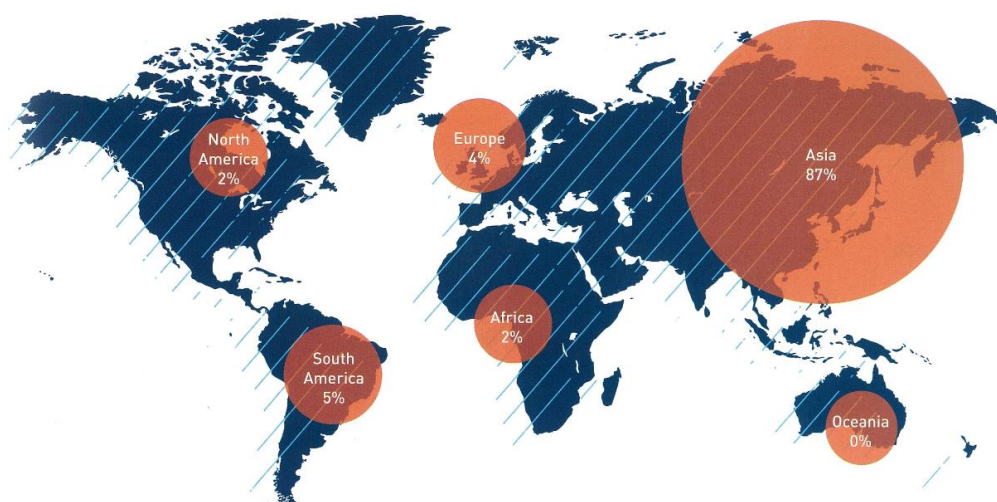 North
America
2%
Europe
4%
Asia
87%
Africa
2%
South
America
5%
Oceania
0%